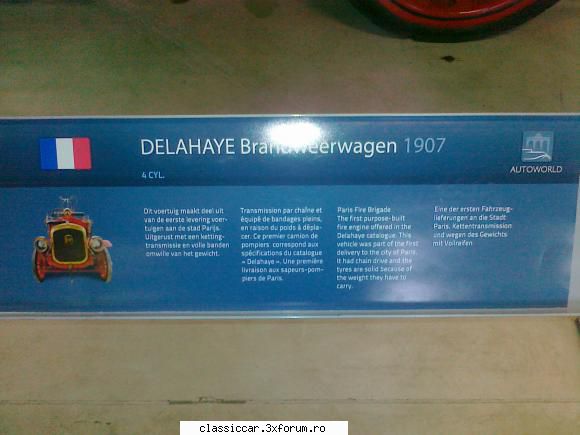 DELAHAYE Brandweerwagen 1907
4 CYL.
AUTOWORLD
Dit voertuig maakt deel uit
van de eerste levering voer-
tuigen aan de stad Parijs.
Uitgerust met een ketting-
transmissie en volle banden
omwille van het gewicht.
Transmission par chaîne et
équipé de bandages pleins,
en raison du poids à dépla-
cer. Ce premier camion de
pompiers correspond aux
spécifications du catalogue
« Delahaye ». Une première
livraison aux sapeurs-pom-
piers de Paris.
Paris Fire Brigade
The first purpose-built
fire engine offered in the
Delahaye catalogue. This
vehicle was part of the first
delivery to the city of Paris.
It had chain drive and the
tyres are solid because of
the weight they have to
carry.
Eine der ersten Fahrzeug-
lieferungen an die Stadt
Paris. Kettentransmission
und wegen des Gewichts
mit Vollreifen
classiccar.3xforum.ro